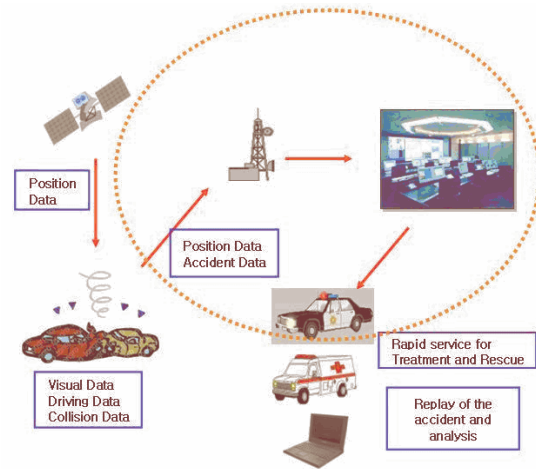 Position
Data
Position Data
Accident Data
Visual Data
Driving Data
Collision Data
Rapid service for
Treatment and Rescue
Replay of the
accident and
analysis